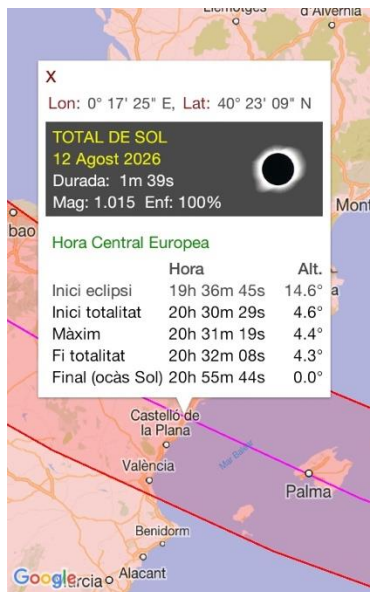 d'Alvernia
X
Lon: 0° 17' 25" E, Lat: 40° 23' 09" N
TOTAL DE SOL
12 Agost 2026
Durada: 1m 39s
Mag: 1.015 Enf: 100%
Mont
bao
Hora Central Europea
Hora Alt.
Inici eclipsi 19h 36m 45s 14.6°
Inici totalitat 20h 30m 29s 4.6°
Màxim 20h 31m 19s 4.4°
Fi totalitat 20h 32m 08s 4.3°
Final (ocàs Sol) 20h 55m 44s 0.0°
Castelló de
la Plana
Mar Balear
València
Palma
Benidorm
Alacant
Google
úrcia